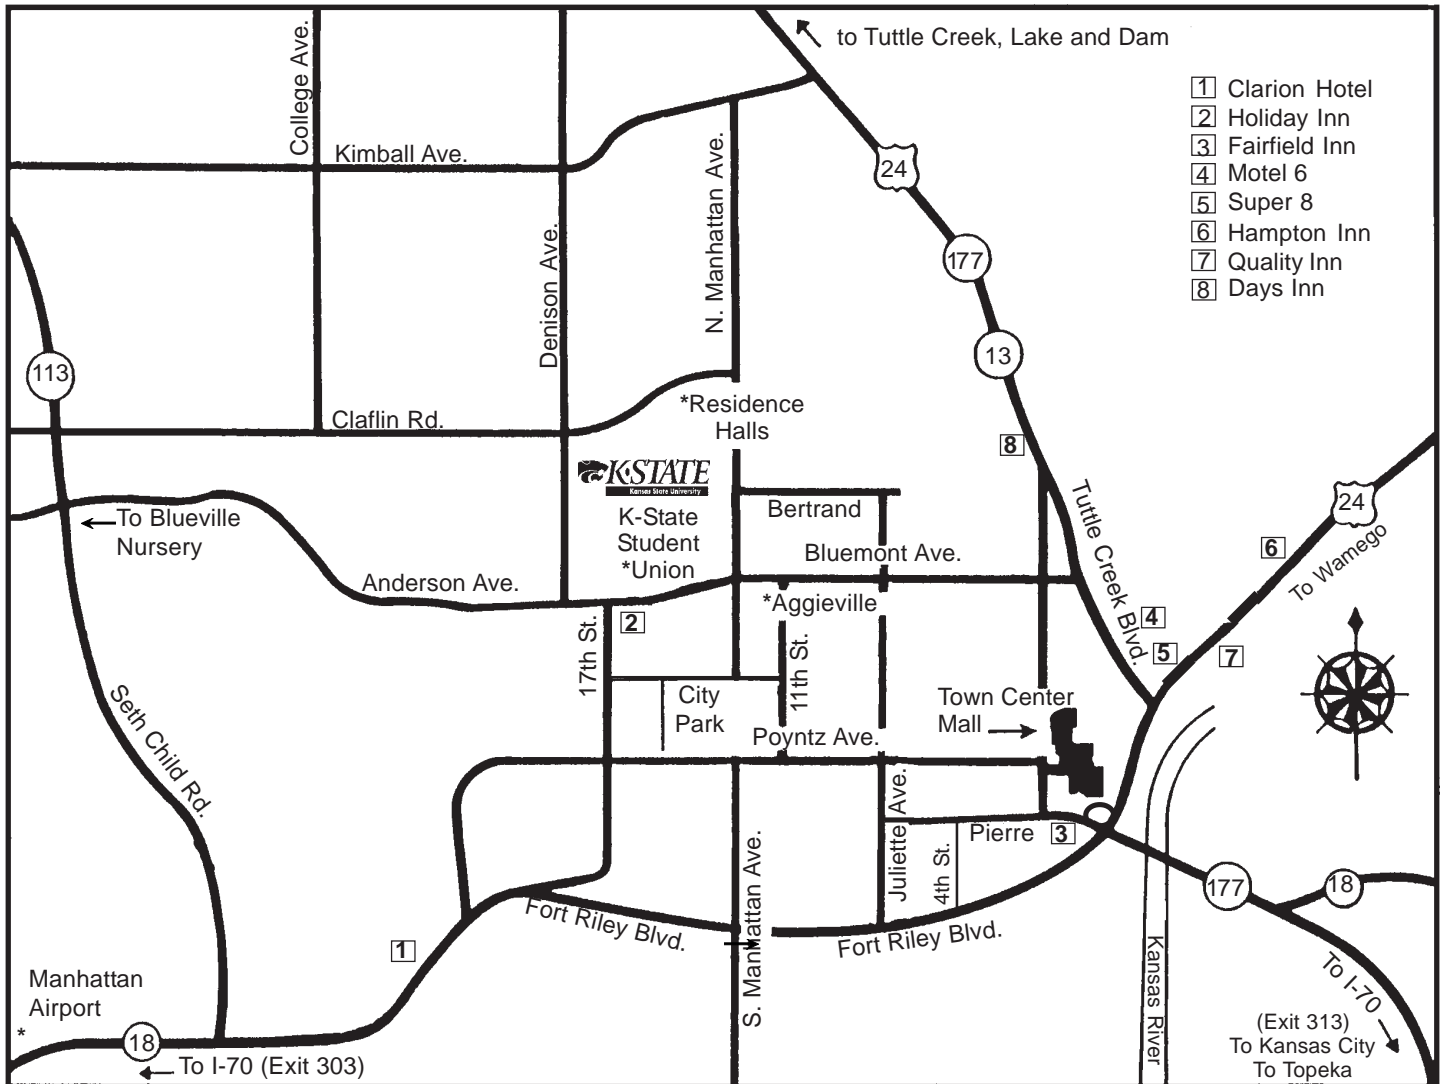 to Tuttle Creek, Lake and Dam
1 Clarion Hotel
2 Holiday Inn
3 Fairfield Inn
4 Motel 6
5 Super 8
6 Hampton Inn
7 Quality Inn
8 Days Inn
College Ave.
Kimball Ave.
N. Manhattan Ave.
Denison Ave.
24
177
13
113
Claflin Rd.
*Residence
Halls
8
K-STATE
Kansas State University
K-State
Student
*Union
Bertrand
Bluemont Ave.
Tuttle Creek Blvd.
24
6
To Wamego
To Blueville
Nursery
Anderson Ave.
*Aggieville
2
4
5
7
17th St.
11th St.
City
Park
Town Center
Mall
Poyntz Ave.
Seth Child Rd.
Juliette Ave.
Pierre
3
4th St.
S. Manhattan Ave.
177
18
Fort Riley Blvd.
Fort Riley Blvd.
1
Kansas River
To I-70
(Exit 313)
To Kansas City
To Topeka
Manhattan
Airport
*
18
To I-70 (Exit 303)